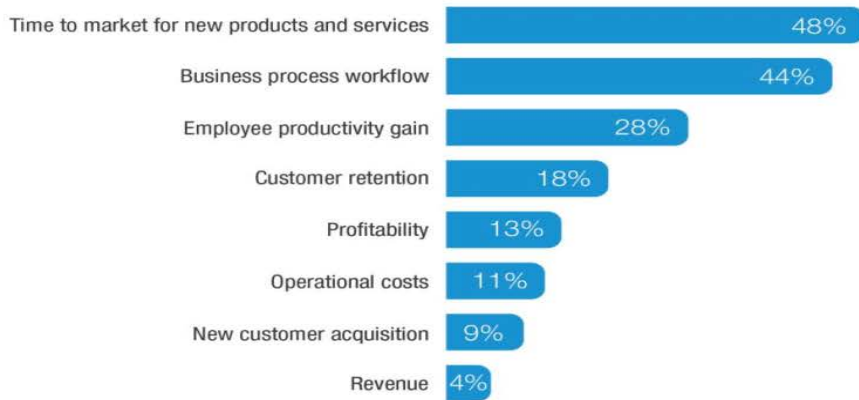 Time to market for new products and services 48%
Business process workflow 44%
Employee productivity gain 28%
Customer retention 18%
Profitability 13%
Operational costs 11%
New customer acquisition 9%
Revenue 4%